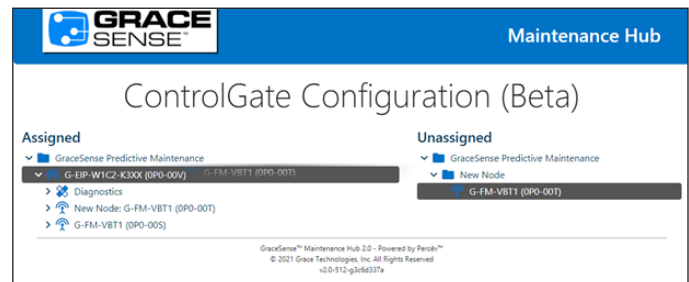 GRACE
SENSE™
Maintenance Hub
ControlGate Configuration (Beta)
Assigned
GraceSense Predictive Maintenance
G-EIP-W1C2-K3XX (0P0-00V)
G-FM-VBT1 (0P0-00T)
Diagnostics
New Node: G-FM-VBT1 (0P0-00T)
G-FM-VBT1 (0P0-00S)
Unassigned
GraceSense Predictive Maintenance
New Node
G-FM-VBT1 (0P0-00T)
GraceSense™ Maintenance Hub 2.0 - Powered by Percēv™
© 2021 Grace Technologies, Inc. All Rights Reserved
v2.0-512-g3c6d337a